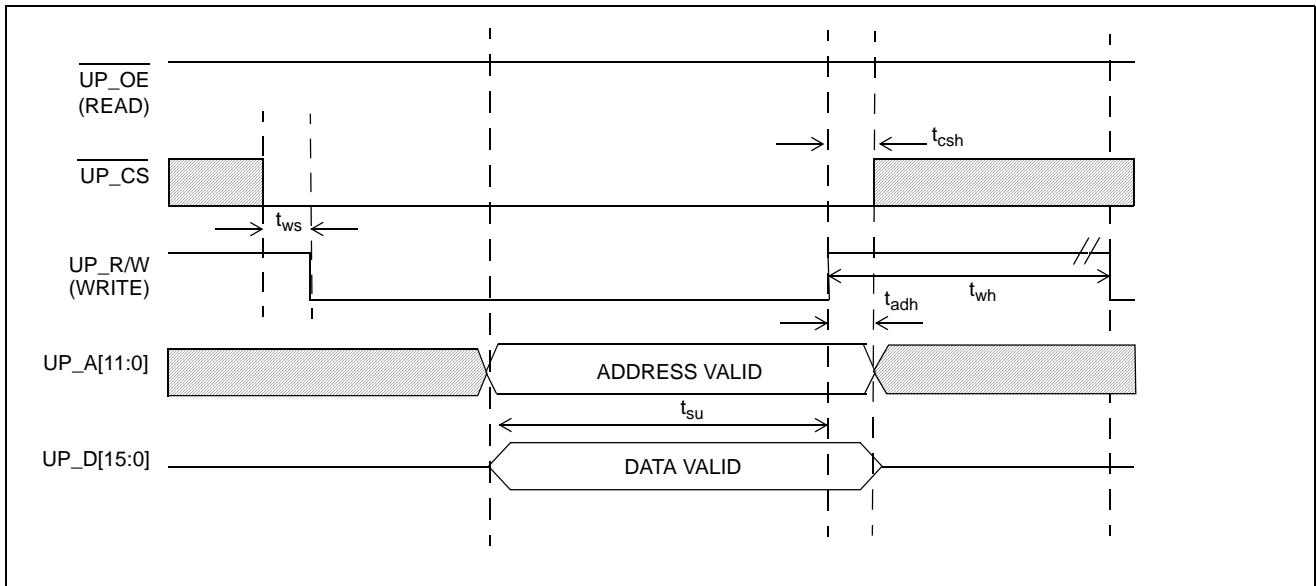 UP_OE
(READ)
t_csh
UP_CS
t_ws
UP_R/W
(WRITE)
t_wh
t_adh
UP_A[11:0]
ADDRESS VALID
t_su
UP_D[15:0]
DATA VALID